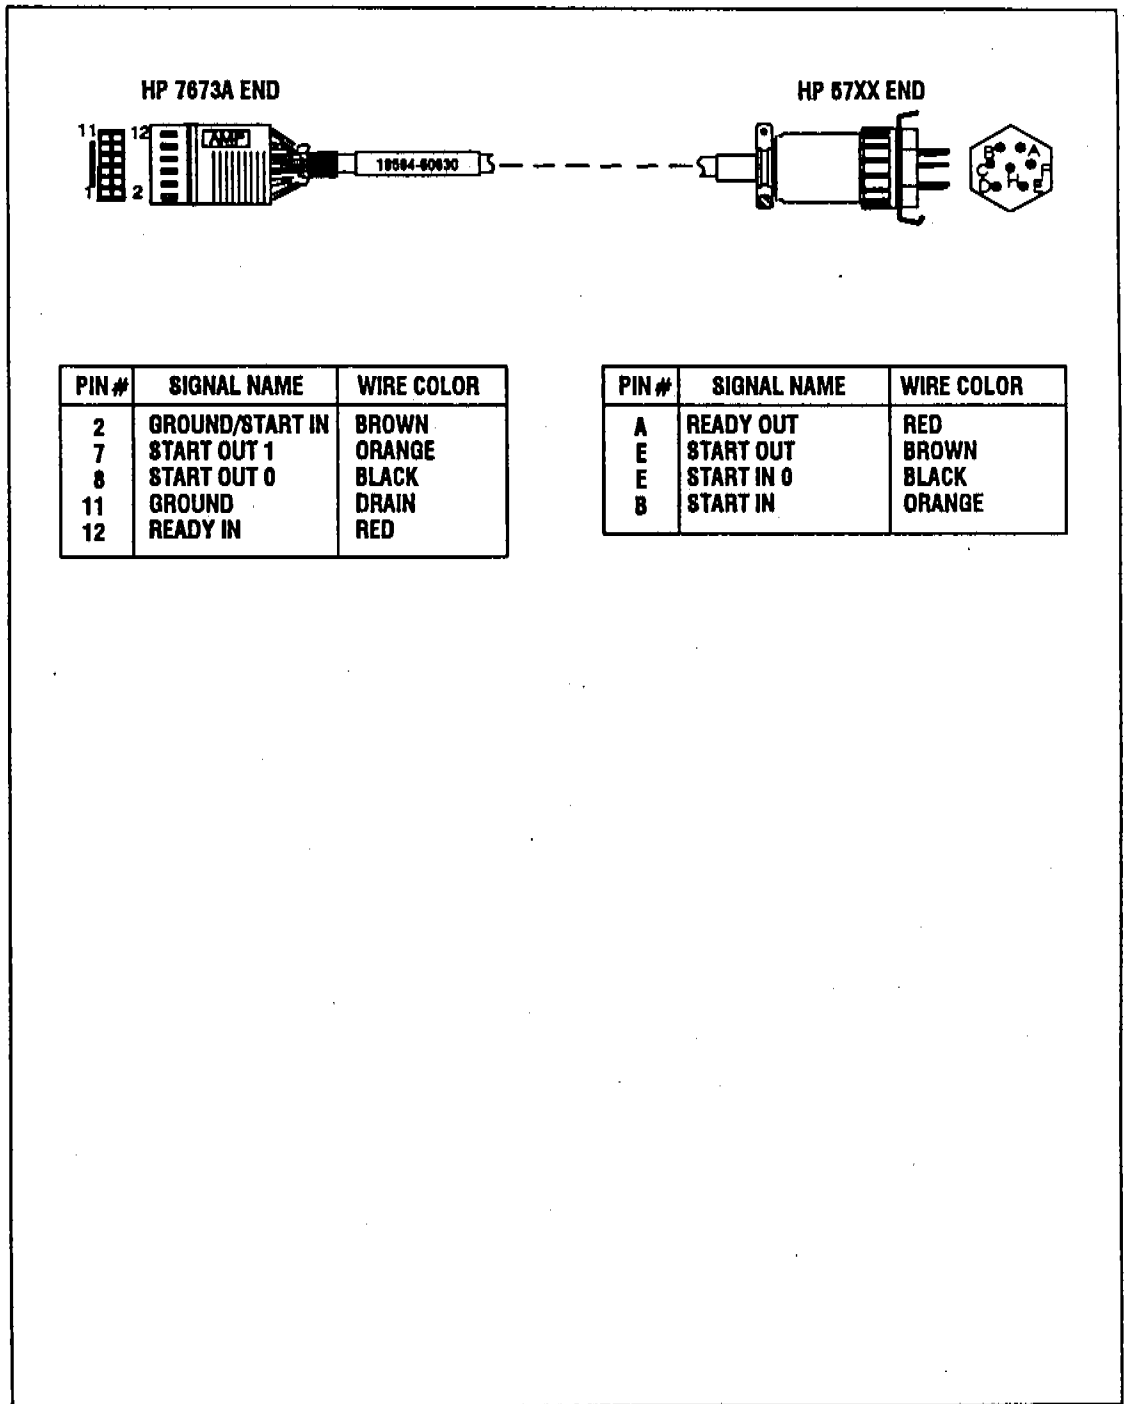 HP 7673A END
HP 57XX END
11 12
AMP
1 2
18594-60630
B A
C F
D H E
PIN # SIGNAL NAME WIRE COLOR
2 GROUND/START IN BROWN
7 START OUT 1 ORANGE
8 START OUT 0 BLACK
11 GROUND DRAIN
12 READY IN RED
PIN # SIGNAL NAME WIRE COLOR
A READY OUT RED
E START OUT BROWN
E START IN 0 BLACK
B START IN ORANGE